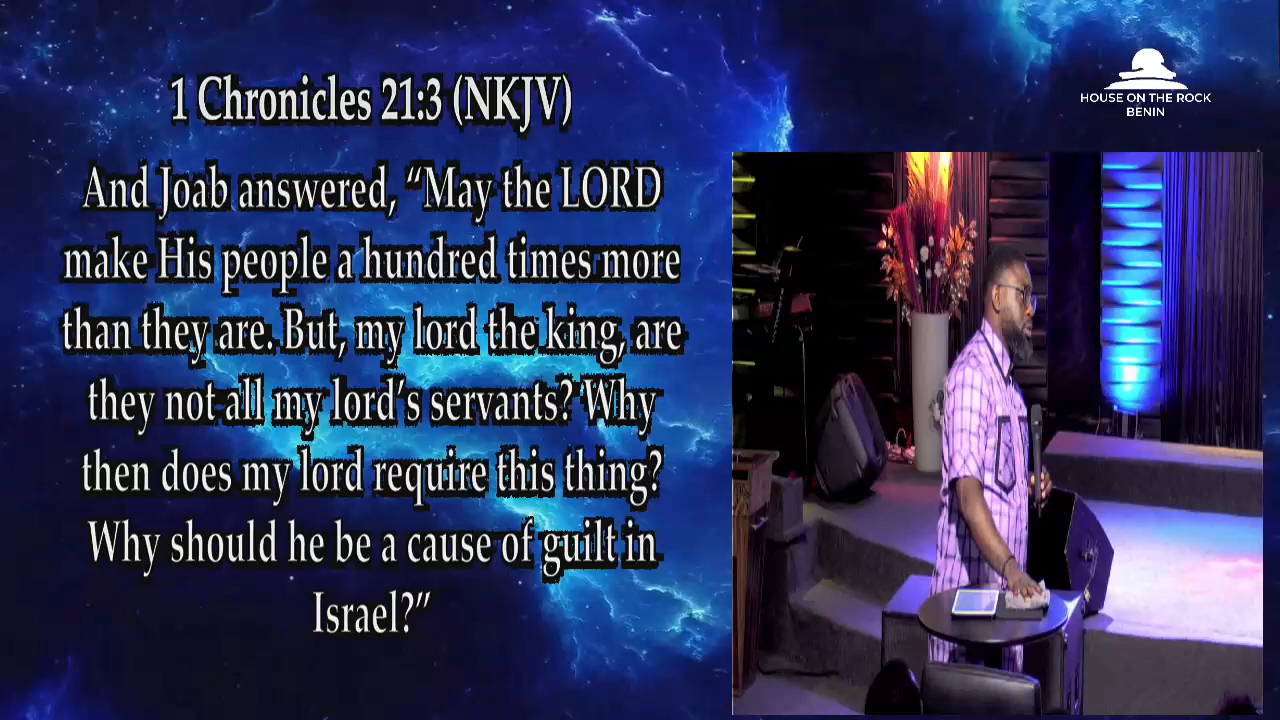 1 Chronicles 21:3 (NKJV)
And Joab answered, “May the LORD
make His people a hundred times more
than they are. But, my lord the king, are
they not all my lord’s servants? Why
then does my lord require this thing?
Why should he be a cause of guilt in
Israel?”
HOUSE ON THE ROCK
BENIN